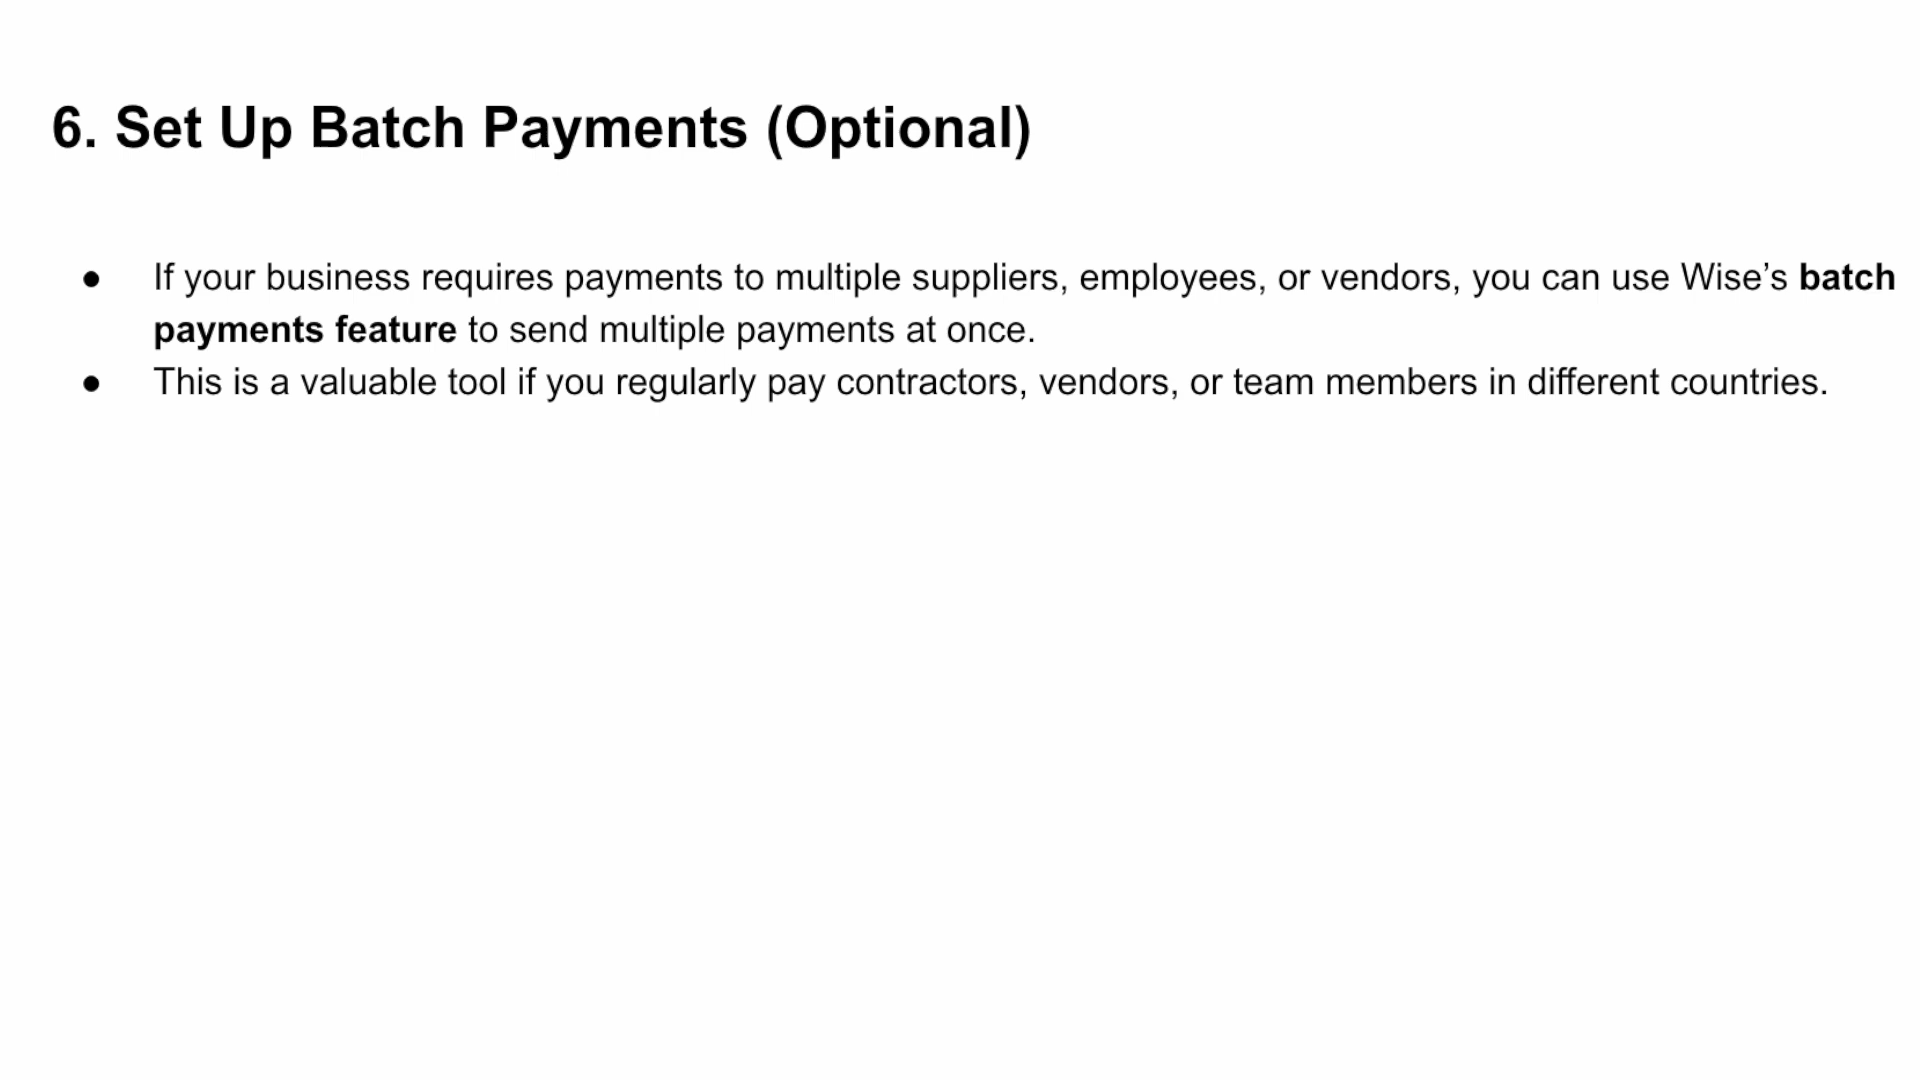 6. Set Up Batch Payments (Optional)
● If your business requires payments to multiple suppliers, employees, or vendors, you can use Wise’s batch
payments feature to send multiple payments at once.
● This is a valuable tool if you regularly pay contractors, vendors, or team members in different countries.